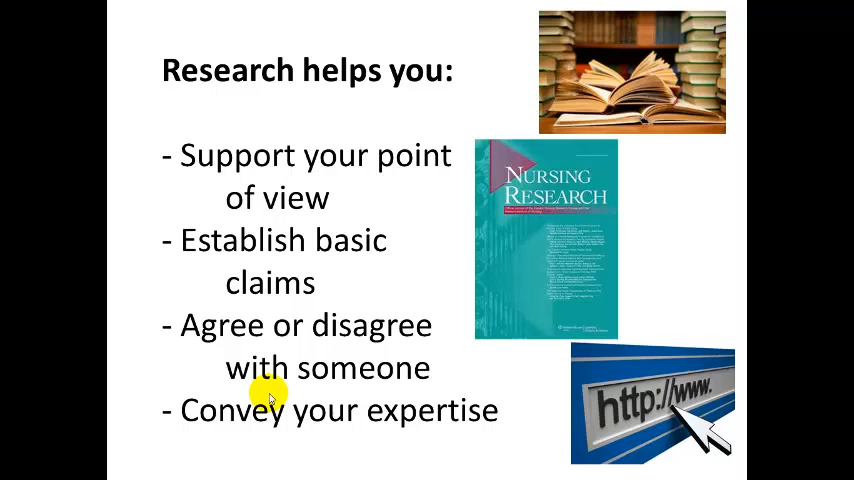 Research helps you:
- Support your point
of view
- Establish basic
claims
- Agree or disagree
with someone
- Convey your expertise
NURSING
RESEARCH
http://www.